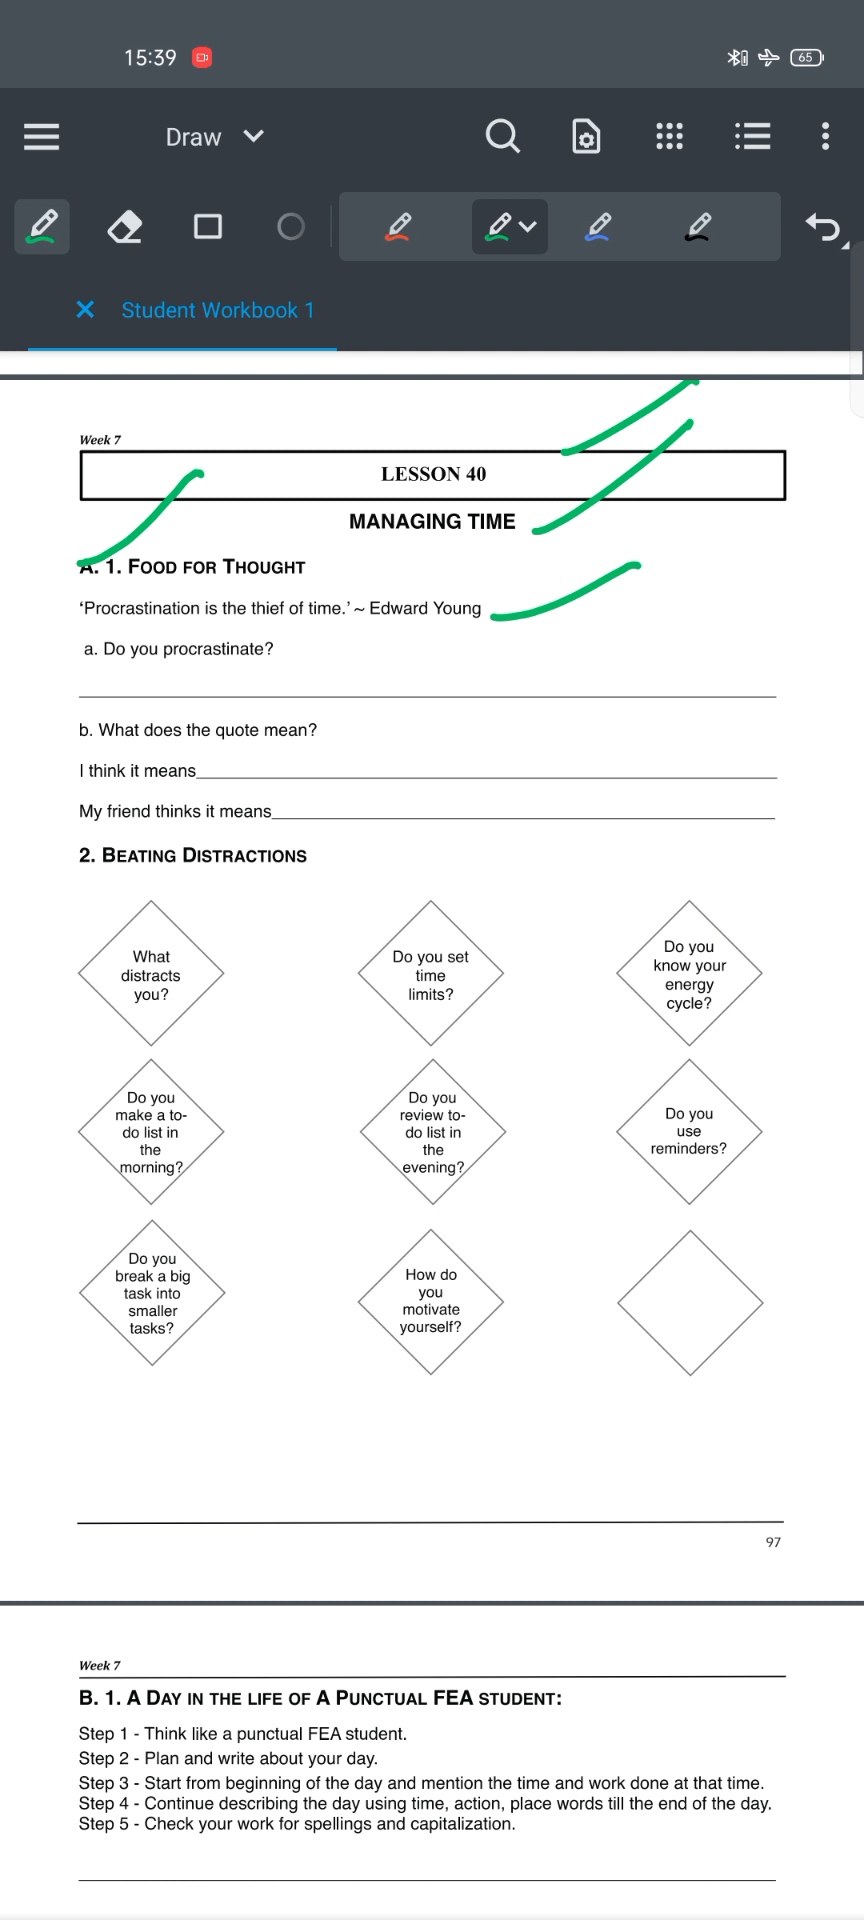 15:39
65
Draw
Student Workbook 1
Week 7
LESSON 40
MANAGING TIME
A. 1. FOOD FOR THOUGHT
‘Procrastination is the thief of time.’ ~ Edward Young
a. Do you procrastinate?
b. What does the quote mean?
I think it means
My friend thinks it means
2. BEATING DISTRACTIONS
What
distracts
you?
Do you set
time
limits?
Do you
know your
energy
cycle?
Do you
make a to-
do list in
the
morning?
Do you
review to-
do list in
the
evening?
Do you
use
reminders?
Do you
break a big
task into
smaller
tasks?
How do
you
motivate
yourself?
97
Week 7
B. 1. A DAY IN THE LIFE OF A PUNCTUAL FEA STUDENT:
Step 1 - Think like a punctual FEA student.
Step 2 - Plan and write about your day.
Step 3 - Start from beginning of the day and mention the time and work done at that time.
Step 4 - Continue describing the day using time, action, place words till the end of the day.
Step 5 - Check your work for spellings and capitalization.